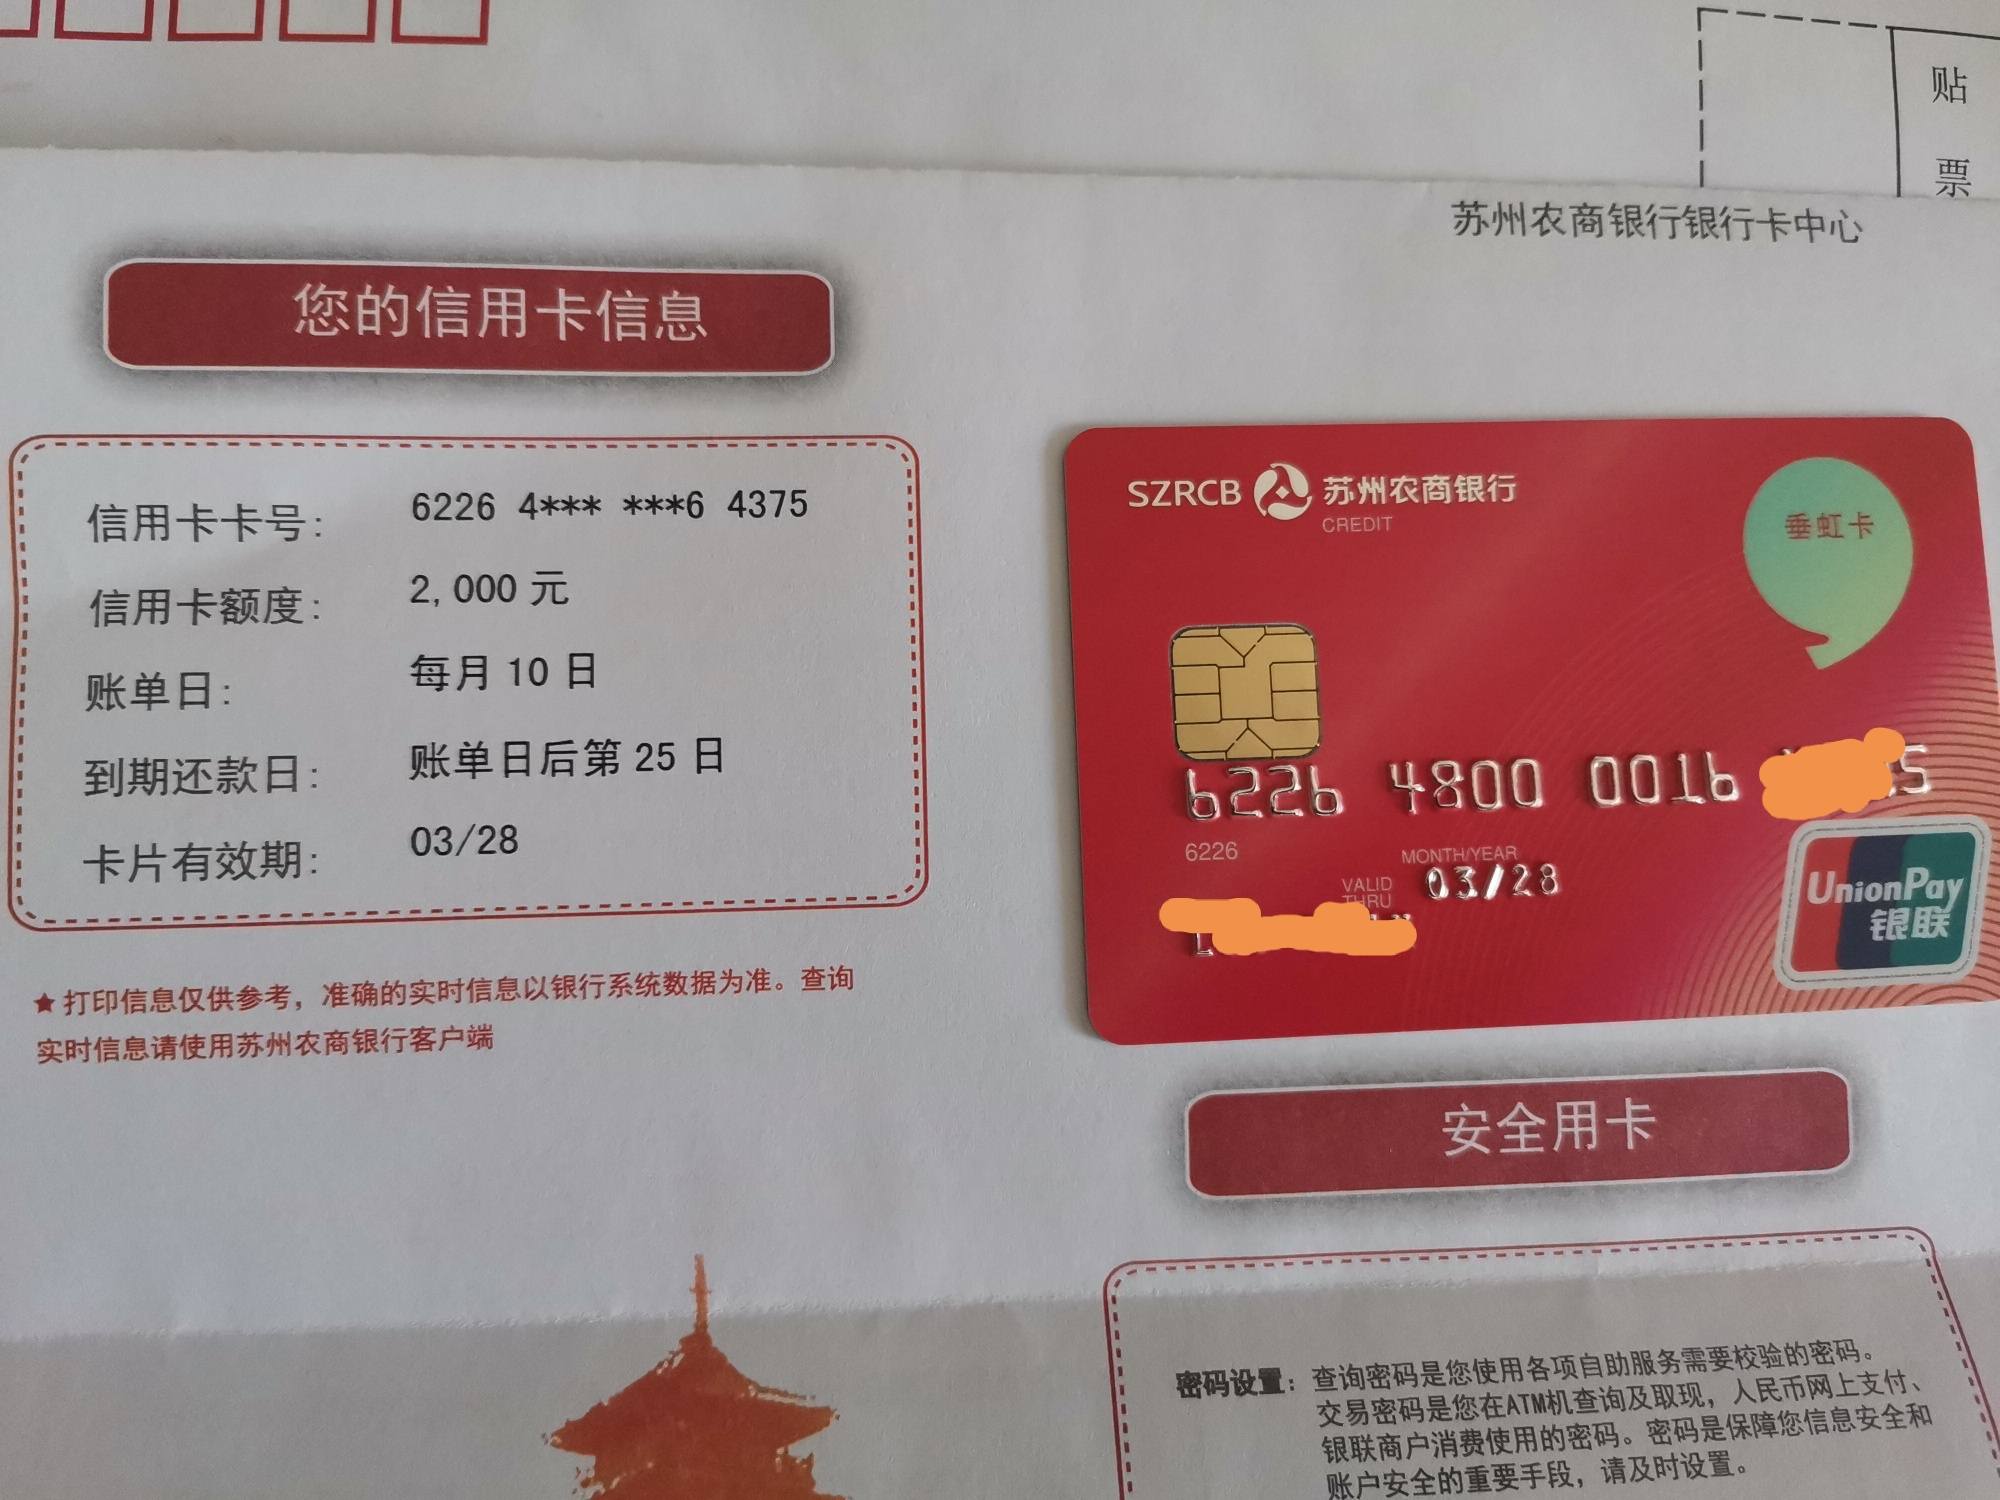 贴
票
苏州农商银行银行卡中心
您的信用卡信息
信用卡卡号: 6226 4*** ***6 4375
信用卡额度: 2,000 元
账单日: 每月 10 日
到期还款日: 账单日后第 25 日
卡片有效期: 03/28
★打印信息仅供参考，准确的实时信息以银行系统数据为准。查询
实时信息请使用苏州农商银行客户端
SZRCB 苏州农商银行
CREDIT
垂虹卡
6226 4800 0016
6226
MONTH/YEAR
VALID THRU 03/28
UnionPay
银联
安全用卡
密码设置: 查询密码是您使用各项自助服务需要校验的密码。
交易密码是您在ATM机查询及取现，人民币网上支付、
银联商户消费使用的密码。密码是保障您信息安全和
账户安全的重要手段，请及时设置。